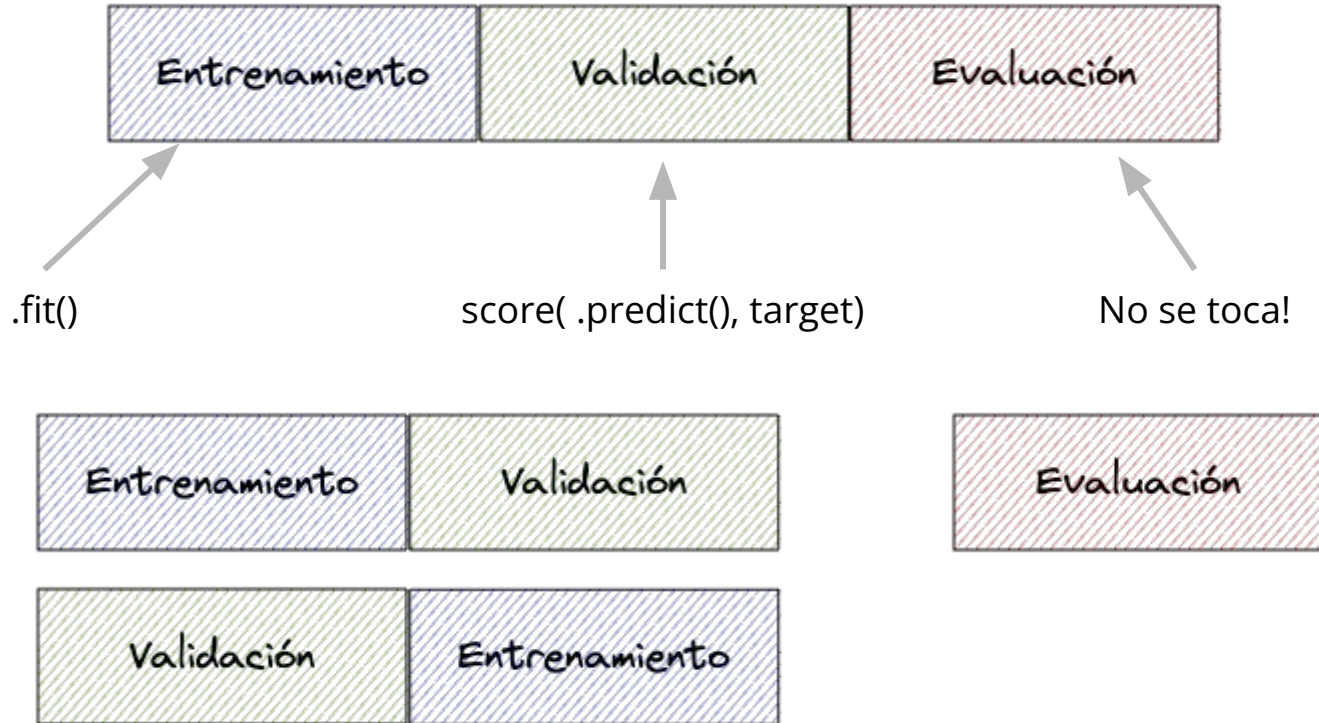 Entrenamiento Validación Evaluación
.fit() score( .predict(), target) No se toca!
Entrenamiento Validación Evaluación
Validación Entrenamiento